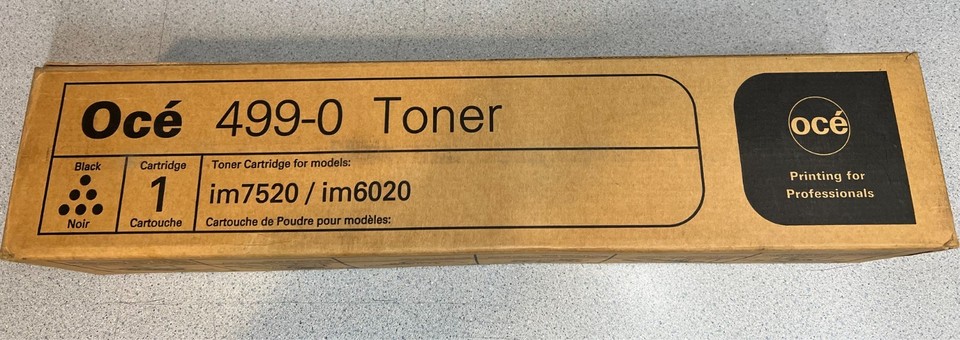 Océ 499-0 Toner
Black
Noir
Cartridge
1
Cartouche
Toner Cartridge for models:
im7520 / im6020
Cartouche de Poudre pour modèles:
océ
Printing for
Professionals